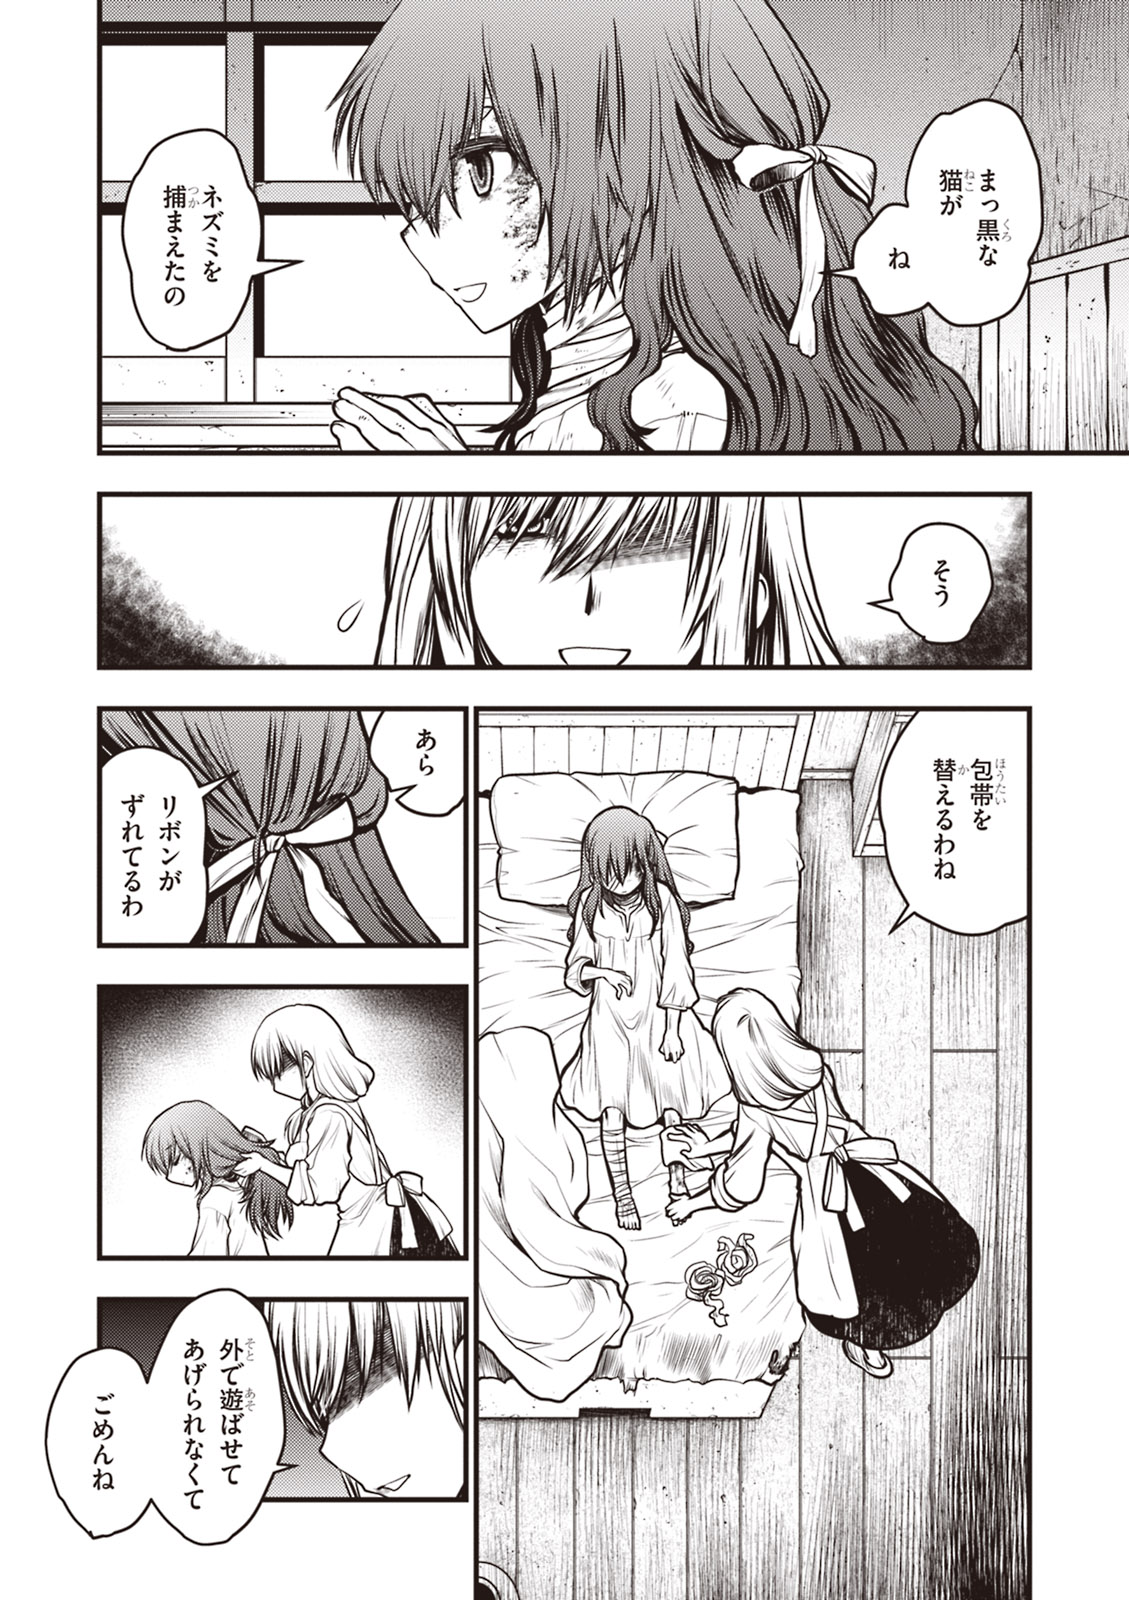 まっ黒な
猫が
ね
ネズミを
捕まえたの
そう
包帯を
替えるわね
あら
リボンが
ずれてるわ
外で遊ばせて
あげられなくて
ごめんね